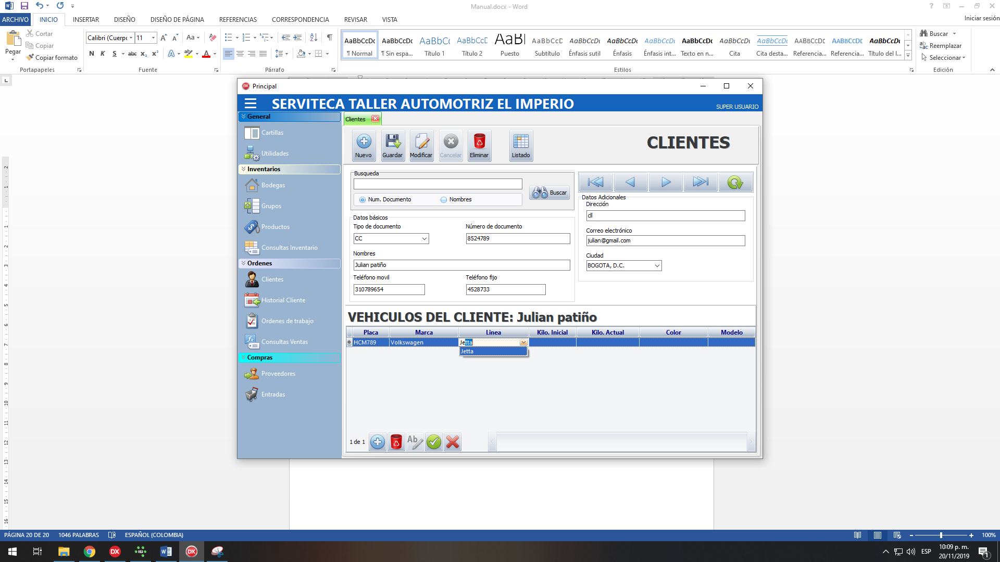 Manual.docx - Word
ARCHIVO INICIO INSERTAR DISEÑO DISEÑO DE PÁGINA REFERENCIAS CORRESPONDENCIA REVISAR VISTA
Iniciar sesión
Pegar
Cortar
Copiar
Copiar formato
Portapapeles
Calibri (Cuerpo 11
N K S abc x₂ x²
Fuente
Párrafo
AaBbCcDc AaBbCcDc AaBbCc AaBbCcD AaBl AaBbCcD AaBbCcDc AaBbCcDc AaBbCcDc AaBbCcDc AaBbCcDc AaBbCcDc AABBCCDD AABBCCDD AaBbCcDc
¶ Normal ¶ Sin espa... Título 1 Título 2 Puesto Subtítulo Énfasis sutil Énfasis Énfasis int... Texto en n... Cita Cita desta... Referencia... Referencia... Título del l...
Estilos
Buscar
Reemplazar
Seleccionar
Edición
Principal
SERVITECA TALLER AUTOMOTRIZ EL IMPERIO
SUPER USUARIO
General
Cartillas
Utilidades
Inventarios
Bodegas
Grupos
Productos
Consultas Inventario
Ordenes
Clientes
Historial Cliente
Ordenes de trabajo
Consultas Ventas
Compras
Proveedores
Entradas
Clientes
Nuevo Guardar Modificar Cancelar Eliminar Listado
CLIENTES
Busqueda
Num. Documento Nombres
Buscar
Datos básicos
Tipo de documento Número de documento
CC 8524789
Nombres
Julian patiño
Teléfono movil Teléfono fijo
310789654 4528733
Datos Adicionales
Dirección
cll
Correo electrónico
julian@gmail.com
Ciudad
BOGOTA, D.C.
VEHICULOS DEL CLIENTE: Julian patiño
Placa Marca Linea Kilo. Inicial Kilo. Actual Color Modelo
HCM789 Volkswagen Jetta
Jetta
1 de 1
Ab
PÁGINA 20 DE 20 1046 PALABRAS ESPAÑOL (COLOMBIA)
100%
ESP
10:09 p. m.
20/11/2019
1